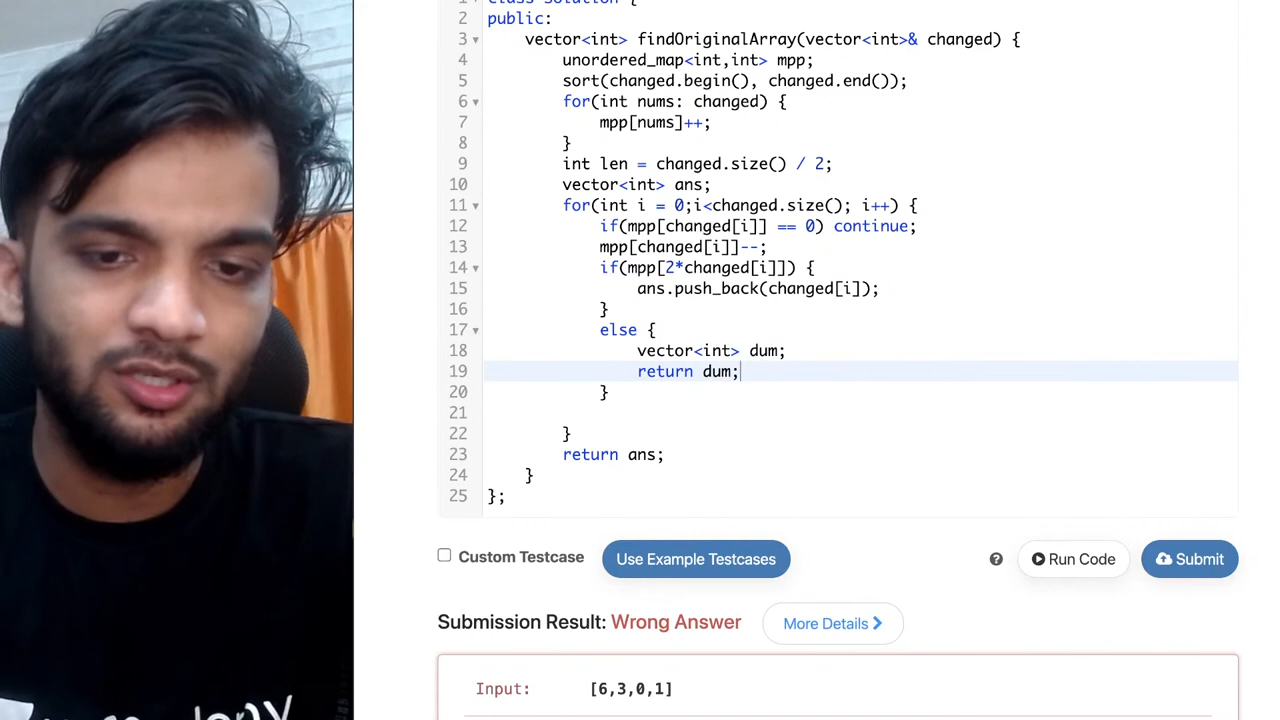 1 class Solution {
2 public:
3 vector<int> findOriginalArray(vector<int>& changed) {
4 unordered_map<int,int> mpp;
5 sort(changed.begin(), changed.end());
6 for(int nums: changed) {
7 mpp[nums]++;
8 }
9 int len = changed.size() / 2;
10 vector<int> ans;
11 for(int i = 0;i<changed.size(); i++) {
12 if(mpp[changed[i]] == 0) continue;
13 mpp[changed[i]]--;
14 if(mpp[2*changed[i]]) {
15 ans.push_back(changed[i]);
16 }
17 else {
18 vector<int> dum;
19 return dum;
20 }
21
22 }
23 return ans;
24 }
25 };
Custom Testcase Use Example Testcases ? Run Code Submit
Submission Result: Wrong Answer More Details
Input: [6,3,0,1]